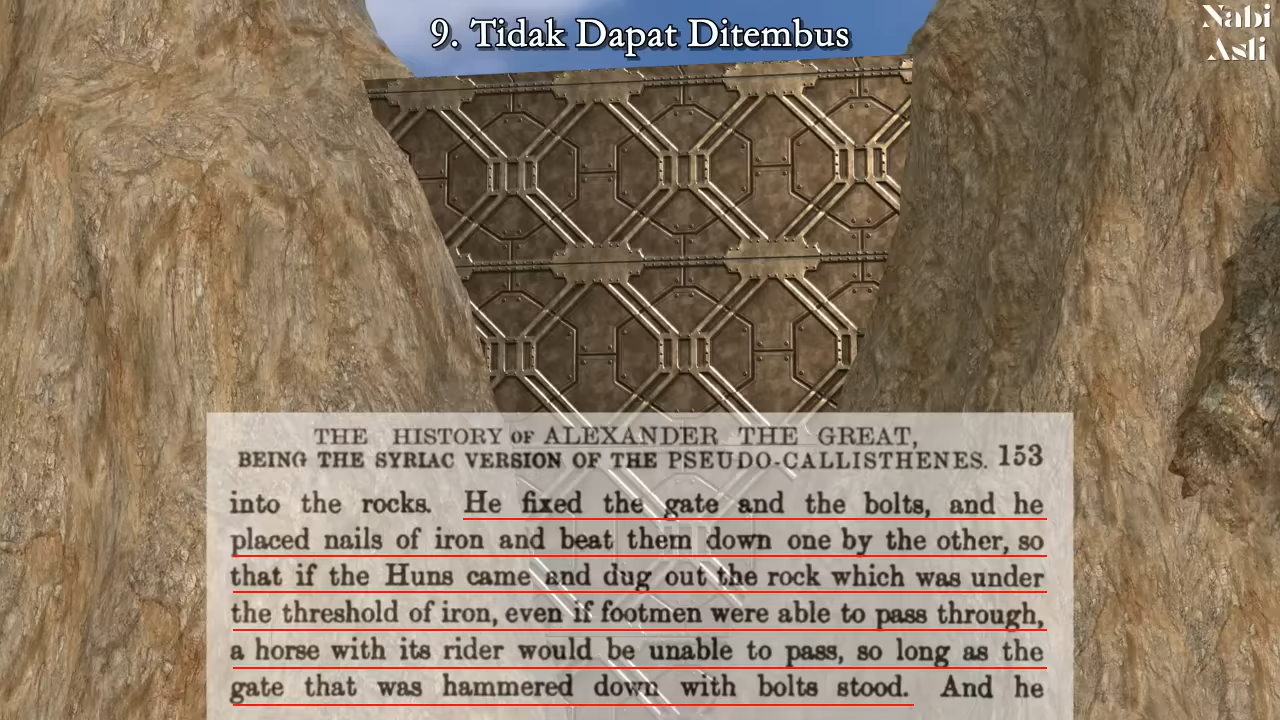 9. Tidak Dapat Ditembus
Nabi
Asli
THE HISTORY OF ALEXANDER THE GREAT,
BEING THE SYRIAC VERSION OF THE PSEUDO-CALLISTHENES. 153
into the rocks. He fixed the gate and the bolts, and he
placed nails of iron and beat them down one by the other, so
that if the Huns came and dug out the rock which was under
the threshold of iron, even if footmen were able to pass through,
a horse with its rider would be unable to pass, so long as the
gate that was hammered down with bolts stood. And he